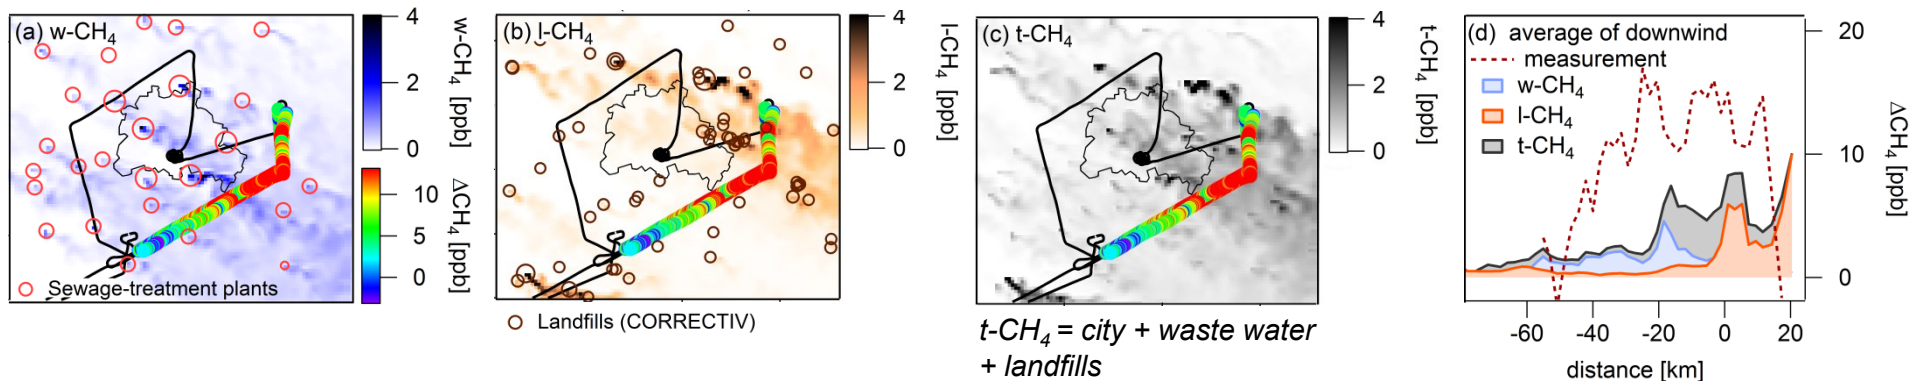 (a) w-CH4
4
2
0
w-CH4 [ppb]
10
5
0
ΔCH4 [ppb]
Sewage-treatment plants
(b) l-CH4
4
2
0
l-CH4 [ppb]
Landfills (CORRECTIV)
(c) t-CH4
4
2
0
t-CH4 [ppb]
t-CH4 = city + waste water
+ landfills
(d) average of downwind
measurement
w-CH4
l-CH4
t-CH4
20
10
0
ΔCH4 [ppb]
-60 -40 -20 0 20
distance [km]